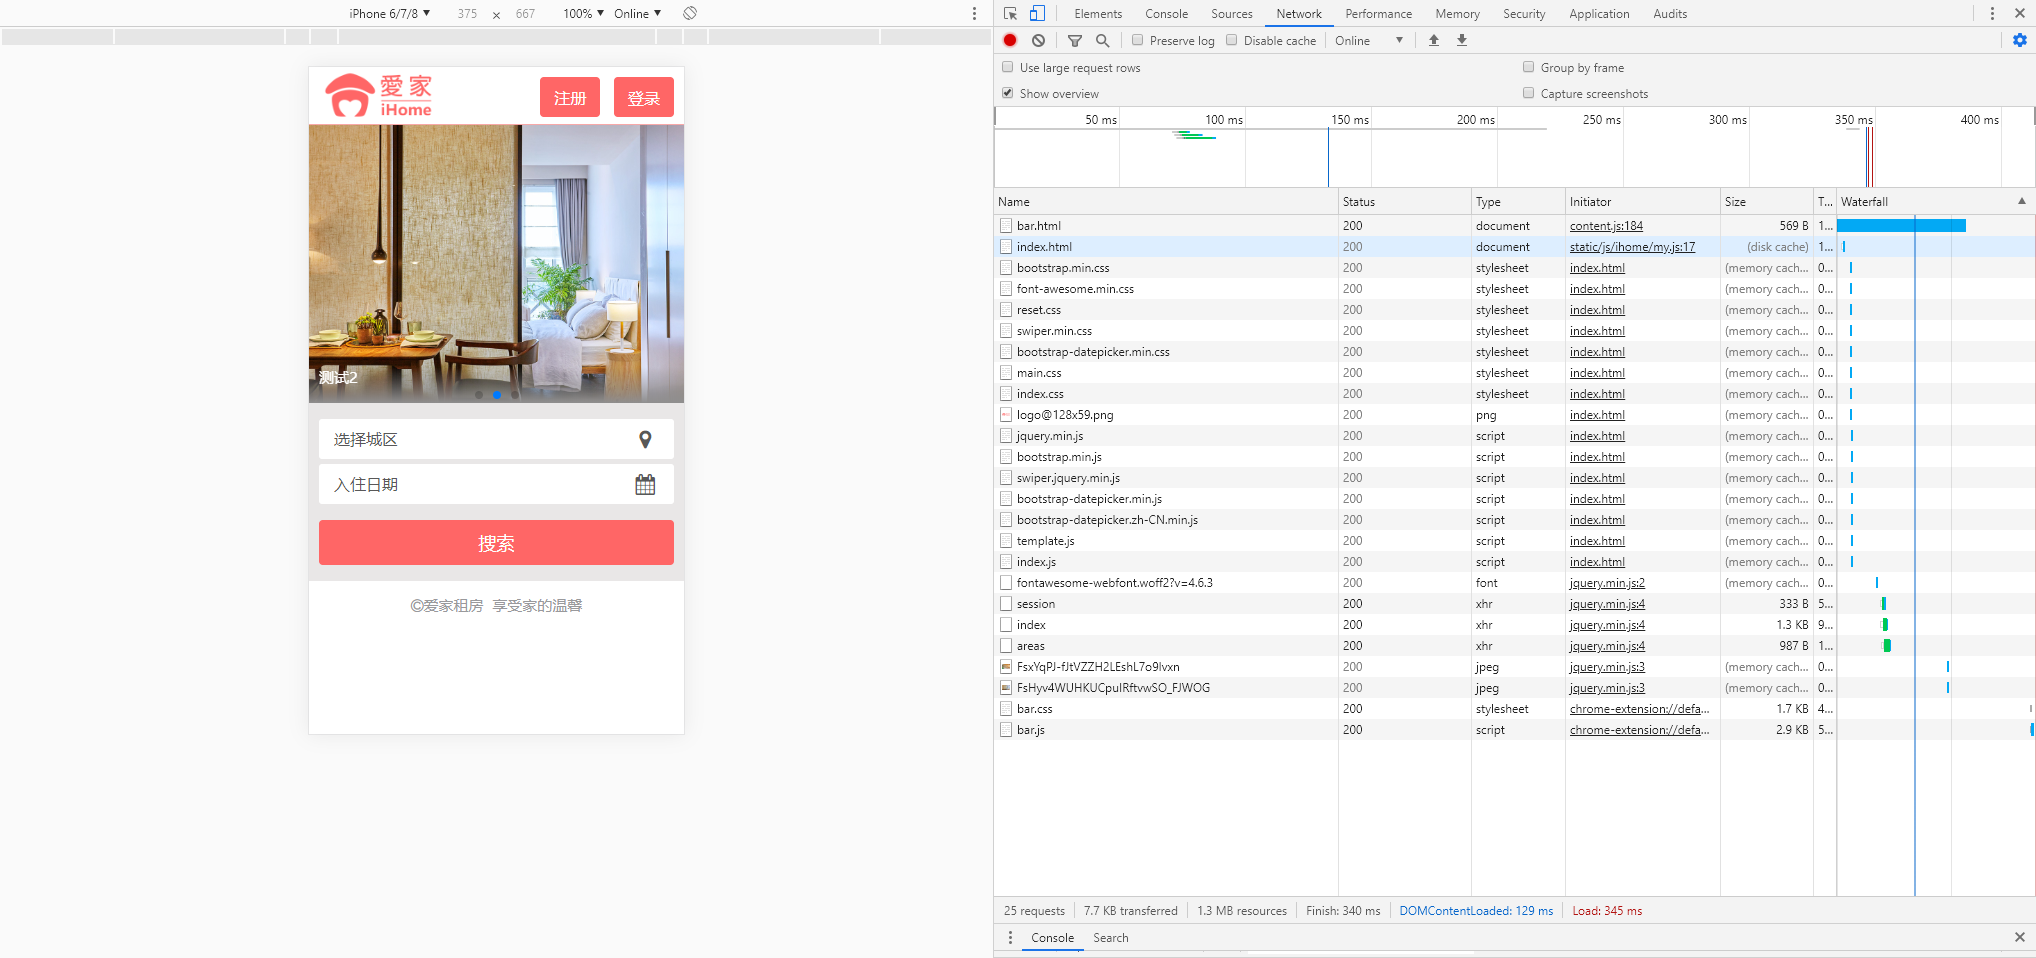 iPhone 6/7/8 ▼ 375 × 667 100% ▼ Online ▼
愛家
iHome
注册 登录
测试2
选择城区
入住日期
搜索
©爱家租房 享受家的温馨
Elements Console Sources Network Performance Memory Security Application Audits
Preserve log Disable cache Online ▼
Use large request rows Group by frame
Show overview Capture screenshots
50 ms 100 ms 150 ms 200 ms 250 ms 300 ms 350 ms 400 ms
Name Status Type Initiator Size T... Waterfall
bar.html 200 document content.js:184 569 B 1...
index.html 200 document static/js/ihome/my.js:17 (disk cache) 1...
bootstrap.min.css 200 stylesheet index.html (memory cach... 0...
font-awesome.min.css 200 stylesheet index.html (memory cach... 0...
reset.css 200 stylesheet index.html (memory cach... 0...
swiper.min.css 200 stylesheet index.html (memory cach... 0...
bootstrap-datepicker.min.css 200 stylesheet index.html (memory cach... 0...
main.css 200 stylesheet index.html (memory cach... 0...
index.css 200 stylesheet index.html (memory cach... 0...
logo@128x59.png 200 png index.html (memory cach... 0...
jquery.min.js 200 script index.html (memory cach... 0...
bootstrap.min.js 200 script index.html (memory cach... 0...
swiper.jquery.min.js 200 script index.html (memory cach... 0...
bootstrap-datepicker.min.js 200 script index.html (memory cach... 0...
bootstrap-datepicker.zh-CN.min.js 200 script index.html (memory cach... 0...
template.js 200 script index.html (memory cach... 0...
index.js 200 script index.html (memory cach... 0...
fontawesome-webfont.woff2?v=4.6.3 200 font jquery.min.js:2 (memory cach... 0...
session 200 xhr jquery.min.js:4 333 B 5...
index 200 xhr jquery.min.js:4 1.3 KB 9...
areas 200 xhr jquery.min.js:4 987 B 1...
FsxYqPJ-fJtVZZH2LEshL7o9Ivxn 200 jpeg jquery.min.js:3 (memory cach... 0...
FsHyv4WUHKUCpuIRftvwSO_FJWOG 200 jpeg jquery.min.js:3 (memory cach... 0...
bar.css 200 stylesheet chrome-extension://defa... 1.7 KB 4...
bar.js 200 script chrome-extension://defa... 2.9 KB 5...
25 requests 7.7 KB transferred 1.3 MB resources Finish: 340 ms DOMContentLoaded: 129 ms Load: 345 ms
Console Search